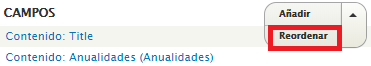 CAMPOS
Añadir
Reordenar
Contenido: Title
Contenido: Anualidades (Anualidades)